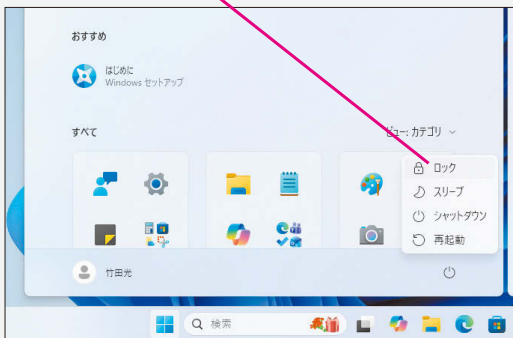 おすすめ
はじめに
Windows セットアップ
すべて
ビュー: カテゴリ
ロック
スリープ
シャットダウン
再起動
竹田光
検索